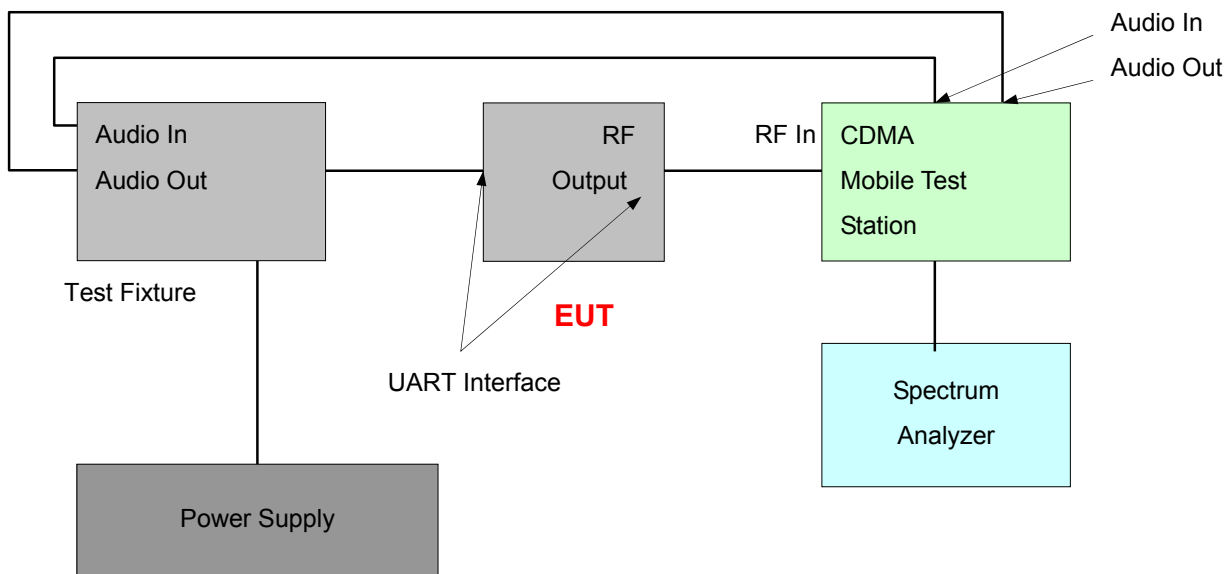 Audio In
Audio Out
Audio In
Audio Out
RF
Output
RF In
CDMA
Mobile Test
Station
Test Fixture
EUT
UART Interface
Spectrum
Analyzer
Power Supply